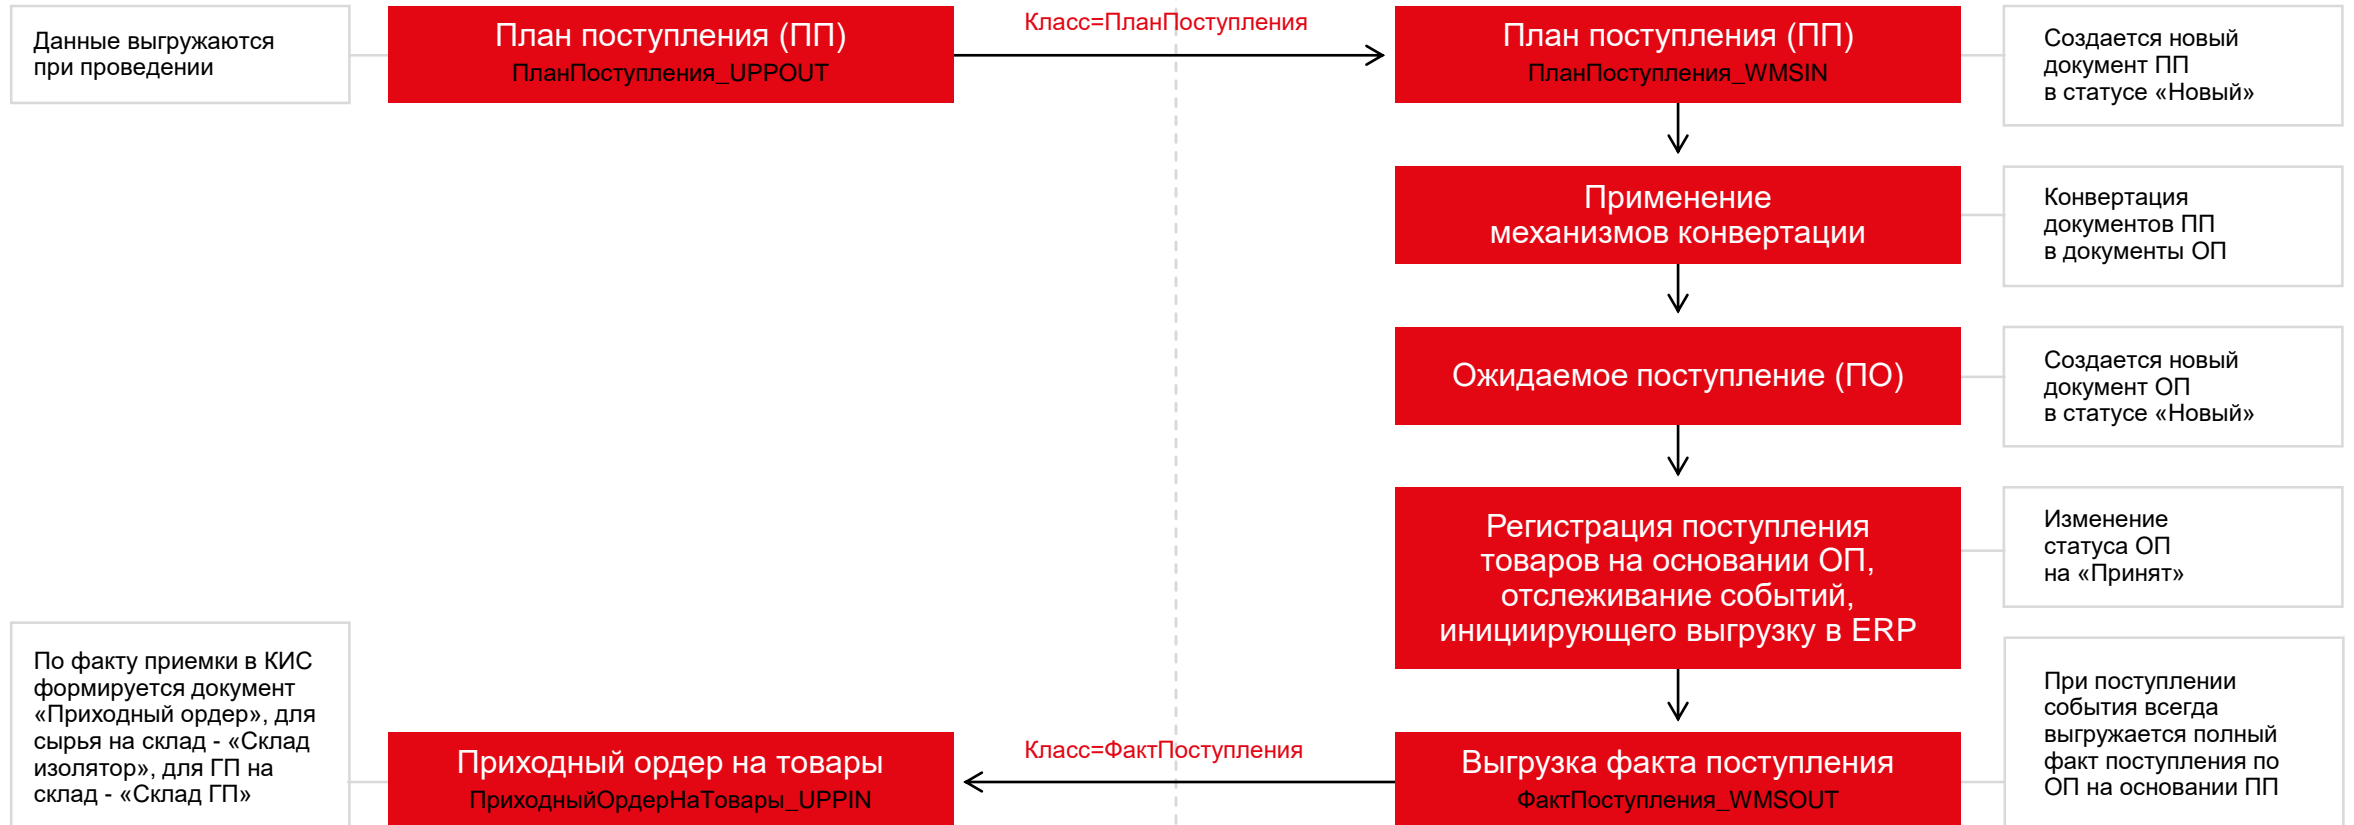 Данные выгружаются
при проведении
План поступления (ПП)
ПланПоступления_UPPOUT
Класс=ПланПоступления
План поступления (ПП)
ПланПоступления_WMSIN
Создается новый
документ ПП
в статусе «Новый»
Применение
механизмов конвертации
Конвертация
документов ПП
в документы ОП
Ожидаемое поступление (ПО)
Создается новый
документ ОП
в статусе «Новый»
Регистрация поступления
товаров на основании ОП,
отслеживание событий,
инициирующего выгрузку в ERP
Изменение
статуса ОП
на «Принят»
По факту приемки в КИС
формируется документ
«Приходный ордер», для
сырья на склад - «Склад
изолятор», для ГП на
склад - «Склад ГП»
Приходный ордер на товары
ПриходныйОрдерНаТовары_UPPIN
Класс=ФактПоступления
Выгрузка факта поступления
ФактПоступления_WMSOUT
При поступлении
события всегда
выгружается полный
факт поступления по
ОП на основании ПП